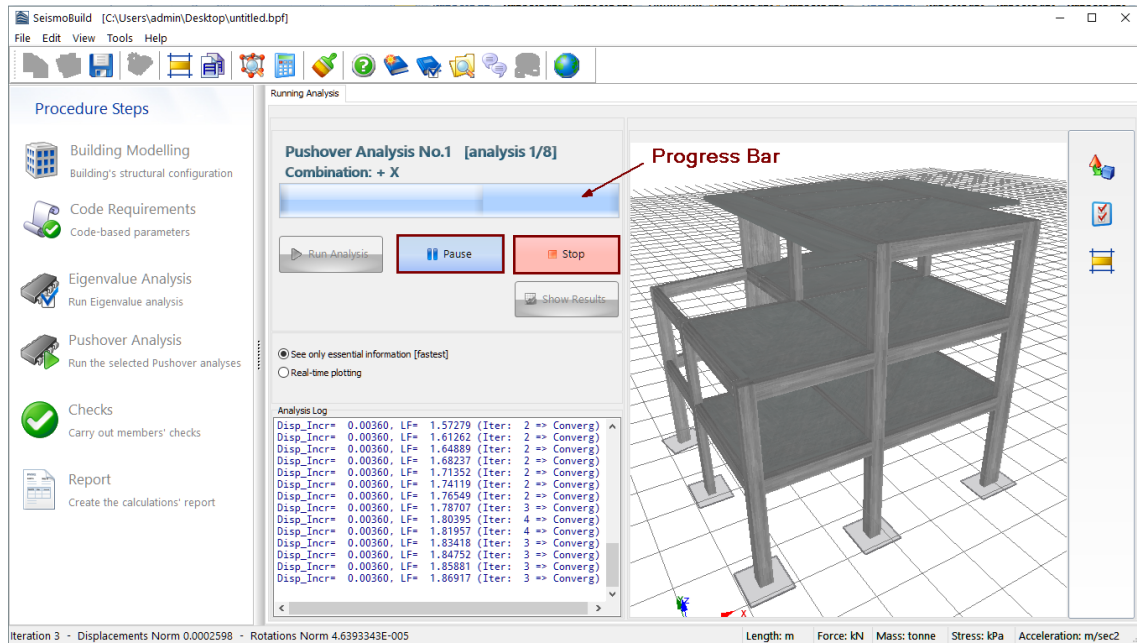 SeismoBuild [C:\Users\admin\Desktop\untitled.bpf]
File Edit View Tools Help
Procedure Steps
Building Modelling
Building's structural configuration
Code Requirements
Code-based parameters
Eigenvalue Analysis
Run Eigenvalue analysis
Pushover Analysis
Run the selected Pushover analyses
Checks
Carry out members' checks
Report
Create the calculations' report
Running Analysis
Pushover Analysis No.1 [analysis 1/8]
Combination: + X
Progress Bar
Run Analysis
Pause
Stop
Show Results
See only essential information [fastest]
Real-time plotting
Analysis Log
Disp_Incr= 0.00360, LF= 1.57279 (Iter: 2 => Converg)
Disp_Incr= 0.00360, LF= 1.61262 (Iter: 2 => Converg)
Disp_Incr= 0.00360, LF= 1.64889 (Iter: 2 => Converg)
Disp_Incr= 0.00360, LF= 1.68237 (Iter: 2 => Converg)
Disp_Incr= 0.00360, LF= 1.71352 (Iter: 2 => Converg)
Disp_Incr= 0.00360, LF= 1.74119 (Iter: 2 => Converg)
Disp_Incr= 0.00360, LF= 1.76549 (Iter: 2 => Converg)
Disp_Incr= 0.00360, LF= 1.78707 (Iter: 3 => Converg)
Disp_Incr= 0.00360, LF= 1.80395 (Iter: 4 => Converg)
Disp_Incr= 0.00360, LF= 1.81957 (Iter: 4 => Converg)
Disp_Incr= 0.00360, LF= 1.83418 (Iter: 3 => Converg)
Disp_Incr= 0.00360, LF= 1.84752 (Iter: 3 => Converg)
Disp_Incr= 0.00360, LF= 1.85881 (Iter: 3 => Converg)
Disp_Incr= 0.00360, LF= 1.86917 (Iter: 3 => Converg)
YZ
X
Iteration 3 - Displacements Norm 0.0002598 - Rotations Norm 4.6393343E-005
Length: m Force: kN Mass: tonne Stress: kPa Acceleration: m/sec2